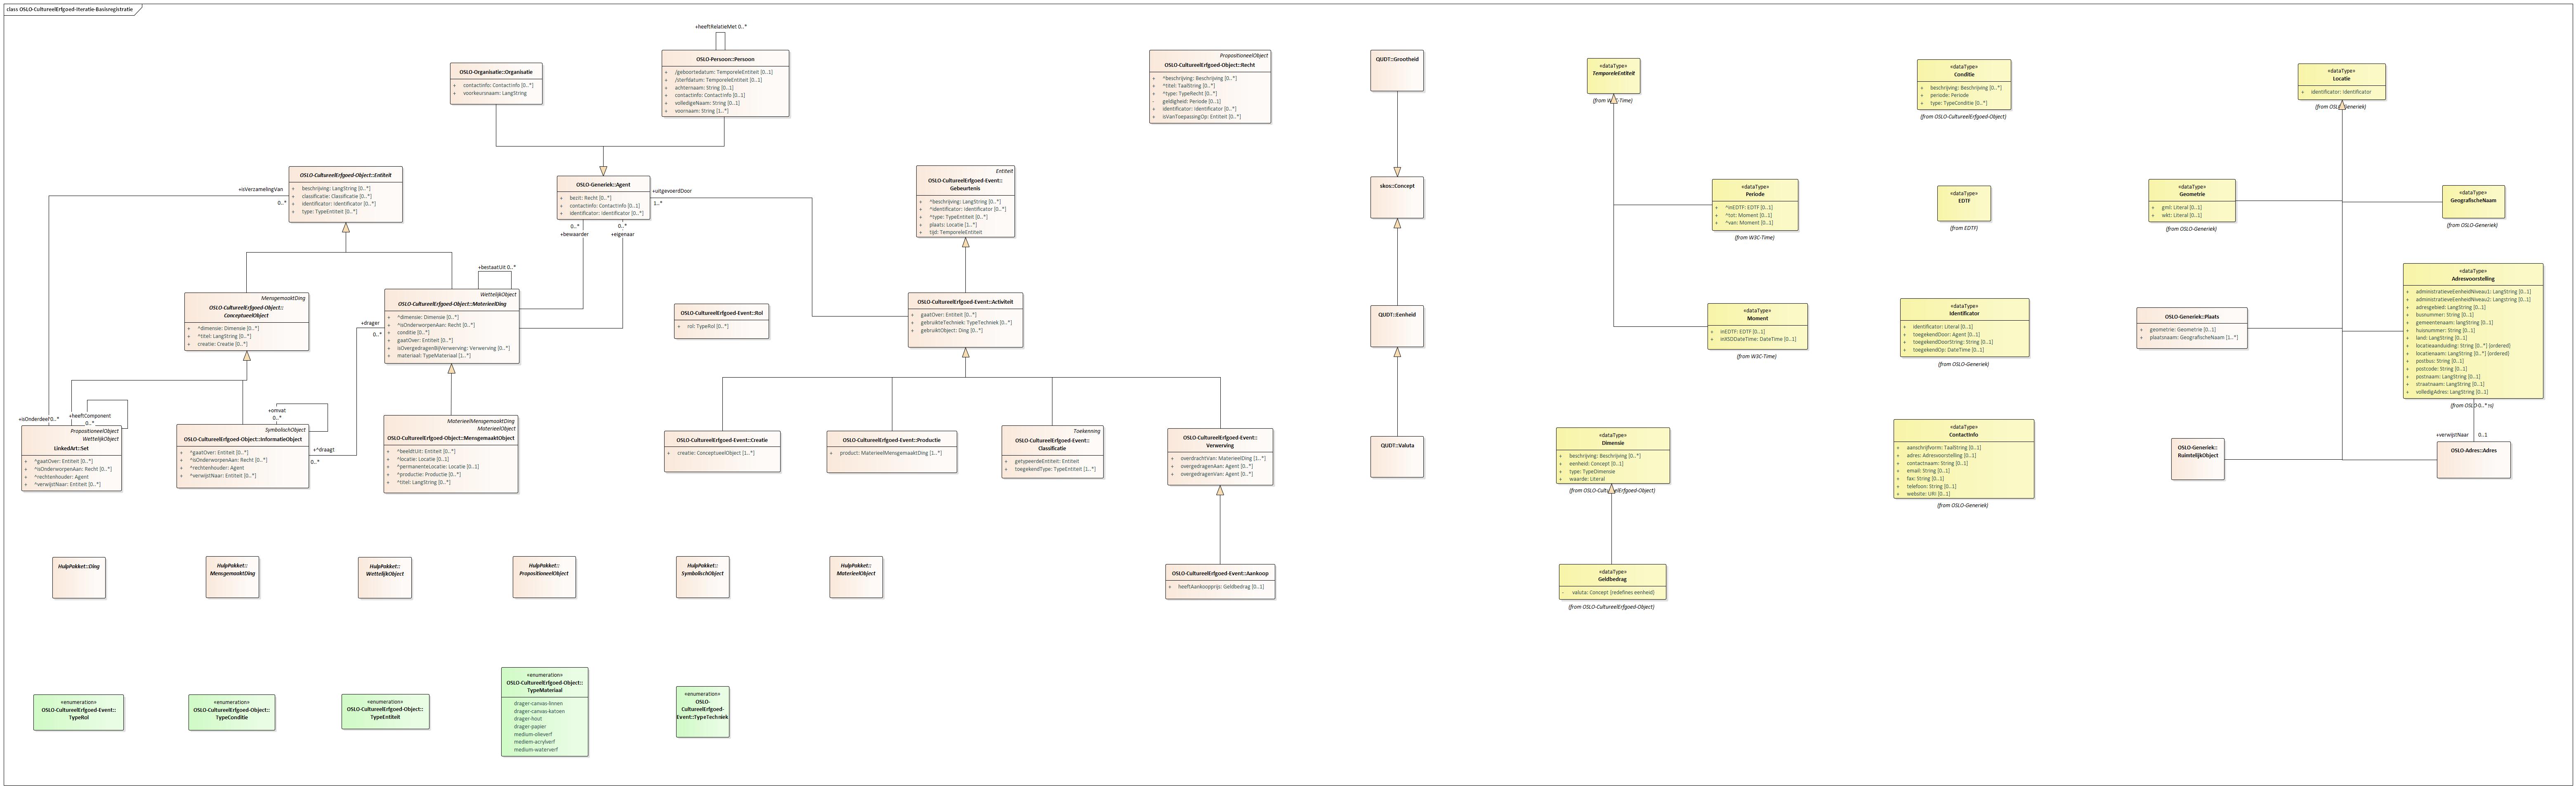 class OSLO-CultureelErfgoed-Iteratie-Basisregistratie
+heeftRelatieMet 0..*
OSLO-Organisatie::Organisatie
+ contactinfo: ContactInfo [0..*]
+ voorkeursnaam: LangString
OSLO-Persoon::Persoon
+ /geboortedatum: TemporeleEntiteit [0..1]
+ /sterfdatum: TemporeleEntiteit [0..1]
+ achternaam: String [0..1]
+ contactinfo: ContactInfo [0..1]
+ volledigeNaam: String [0..1]
+ voornaam: String [1..*]
PropositioneelObject
OSLO-CultureelErfgoed-Object::Recht
+ ^beschrijving: Beschrijving [0..*]
+ ^titel: TaalString [0..*]
+ ^type: TypeRecht [0..*]
- geldigheid: Periode [0..1]
+ identificator: Identificator [0..*]
+ isVanToepassingOp: Entiteit [0..*]
QUDT::Grootheid
«dataType»
TemporeleEntiteit
(from W3C-Time)
«dataType»
Conditie
+ beschrijving: Beschrijving [0..*]
+ periode: Periode
+ type: TypeConditie [0..*]
(from OSLO-CultureelErfgoed-Object)
«dataType»
Locatie
+ identificator: Identificator
(from OSLO-Generiek)
OSLO-CultureelErfgoed-Object::Entiteit
+ beschrijving: LangString [0..*]
+ classificatie: Classificatie [0..*]
+ identificator: Identificator [0..*]
+ type: TypeEntiteit [0..*]
+isVerzamelingVan
0..*
OSLO-Generiek::Agent
+ bezit: Recht [0..*]
+ contactinfo: ContactInfo [0..1]
+ identificator: Identificator [0..*]
+uitgevoerdDoor
1..*
0..*
+bewaarder
0..*
+eigenaar
Entiteit
OSLO-CultureelErfgoed-Event::
Gebeurtenis
+ ^beschrijving: LangString [0..*]
+ ^identificator: Identificator [0..*]
+ ^type: TypeEntiteit [0..*]
+ plaats: Locatie [1..*]
+ tijd: TemporeleEntiteit
skos::Concept
«dataType»
Periode
+ ^inEDTF: EDTF [0..1]
+ ^tot: Moment [0..1]
+ ^van: Moment [0..1]
(from W3C-Time)
«dataType»
EDTF
(from EDTF)
«dataType»
Geometrie
+ gml: Literal [0..1]
+ wkt: Literal [0..1]
(from OSLO-Generiek)
«dataType»
GeografischeNaam
(from OSLO-Generiek)
+bestaatUit 0..*
MensgemaaktDing
OSLO-CultureelErfgoed-Object::
ConceptueelObject
+ ^dimensie: Dimensie [0..*]
+ ^titel: LangString [0..*]
+ creatie: Creatie [0..*]
WettelijkObject
OSLO-CultureelErfgoed-Object::MaterieelDing
+ ^dimensie: Dimensie [0..*]
+ ^isOnderworpenAan: Recht [0..*]
+ conditie [0..*]
+ gaatOver: Entiteit [0..*]
+ isOvergedragenBijVerwerving: Verwerving [0..*]
+ materiaal: TypeMateriaal [1..*]
+drager
0..*
OSLO-CultureelErfgoed-Event::Rol
+ rol: TypeRol [0..*]
OSLO-CultureelErfgoed-Event::Activiteit
+ gaatOver: Entiteit [0..*]
+ gebruikteTechniek: TypeTechniek [0..*]
+ gebruiktObject: Ding [0..*]
QUDT::Eenheid
«dataType»
Moment
+ inEDTF: EDTF [0..1]
+ inXSDDateTime: DateTime [0..1]
(from W3C-Time)
«dataType»
Identificator
+ identificator: Literal [0..1]
+ toegekendDoor: Agent [0..1]
+ toegekendDoorString: String [0..1]
+ toegekendOp: DateTime [0..1]
(from OSLO-Generiek)
OSLO-Generiek::Plaats
+ geometrie: Geometrie [0..1]
+ plaatsnaam: GeografischeNaam [1..*]
«dataType»
Adresvoorstelling
+ administratieveEenheidNiveau1: LangString [0..1]
+ administratieveEenheidNiveau2: Langstring [0..1]
+ adresgebied: String [0..1]
+ busnummer: String [0..1]
+ gemeentenaam: langString [0..1]
+ huisnummer: String [0..1]
+ land: LangString [0..1]
+ locatieaanduiding: String [0..*] {ordered}
+ locatienaam: LangString [0..*] {ordered}
+ postbus: String [0..1]
+ postcode: String [0..1]
+ postnaam: LangString [0..1]
+ straatnaam: LangString [0..1]
+ volledigAdres: LangString [0..1]
(from OSLO 0..*
+isOnderdeel 0..*
+heeftComponent
0..*
PropositioneelObject
WettelijkObject
LinkedArt::Set
+ ^gaatOver: Entiteit [0..*]
+ ^isOnderworpenAan: Recht [0..*]
+ ^rechtenhouder: Agent
+ ^verwijstNaar: Entiteit [0..*]
+omvat
0..*
SymbolischObject
OSLO-CultureelErfgoed-Object::InformatieObject
+ ^gaatOver: Entiteit [0..*]
+ ^isOnderworpenAan: Recht [0..*]
+ ^rechtenhouder: Agent
+ ^verwijstNaar: Entiteit [0..*]
+^draagt
0..*
MaterieelMensgemaaktDing
MaterieelObject
OSLO-CultureelErfgoed-Object::MensgemaaktObject
+ ^beeldtUit: Entiteit [0..*]
+ ^locatie: Locatie [0..1]
+ ^permanenteLocatie: Locatie [0..1]
+ ^productie: Productie [0..*]
+ ^titel: LangString [0..*]
OSLO-CultureelErfgoed-Event::Creatie
+ creatie: ConceptueelObject [1..*]
OSLO-CultureelErfgoed-Event::Productie
+ product: MaterieelMensgemaaktDing [1..*]
Toekenning
OSLO-CultureelErfgoed-Event::
Classificatie
+ getypeerdeEntiteit: Entiteit
+ toegekendType: TypeEntiteit [1..*]
OSLO-CultureelErfgoed-Event::
Verwerving
+ overdrachtVan: MaterieelDing [1..*]
+ overgedragenAan: Agent [0..*]
+ overgedragenVan: Agent [0..*]
QUDT::Valuta
«dataType»
Dimensie
+ beschrijving: Beschrijving [0..*]
+ eenheid: Concept [0..1]
+ type: TypeDimensie
+ waarde: Literal
(from OSLO-CultureelErfgoed-Object)
«dataType»
ContactInfo
+ aanschrijfvorm: TaalString [0..1]
+ adres: Adresvoorstelling [0..1]
+ contactnaam: String [0..1]
+ email: String [0..1]
+ fax: String [0..1]
+ telefoon: String [0..1]
+ website: URI [0..1]
(from OSLO-Generiek)
OSLO-Generiek::
RuimtelijkObject
+verwijstNaar 0..1
OSLO-Adres::Adres
HulpPakket::Ding
HulpPakket::
MensgemaaktDing
HulpPakket::
WettelijkObject
HulpPakket::
PropositioneelObject
HulpPakket::
SymbolischObject
HulpPakket::
MaterieelObject
OSLO-CultureelErfgoed-Event::Aankoop
+ heeftAankoopprijs: Geldbedrag [0..1]
«dataType»
Geldbedrag
- valuta: Concept {redefines eenheid}
(from OSLO-CultureelErfgoed-Object)
«enumeration»
OSLO-CultureelErfgoed-Event::
TypeRol
«enumeration»
OSLO-CultureelErfgoed-Object::
TypeConditie
«enumeration»
OSLO-CultureelErfgoed-Object::
TypeEntiteit
«enumeration»
OSLO-CultureelErfgoed-Object::
TypeMateriaal
drager-canvas-linnen
drager-canvas-katoen
drager-hout
drager-papier
medium-olieverf
mediem-acrylverf
medium-waterverf
«enumeration»
OSLO-
CultureelErfgoed-
Event::TypeTechniek